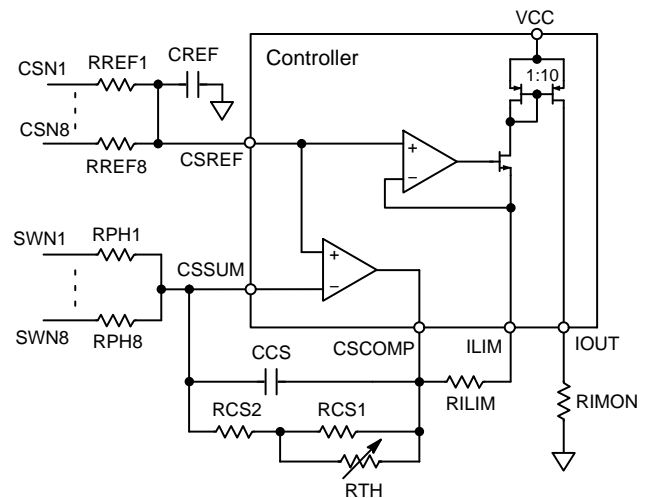 VCC
Controller
1:10
CSN1
RREF1
CREF
CSN8
RREF8
CSREF
+
−
SWN1
RPH1
CSSUM
+
−
SWN8
RPH8
CSCOMP
ILIM
IOUT
CCS
RILIM
RIMON
RCS2
RCS1
RTH